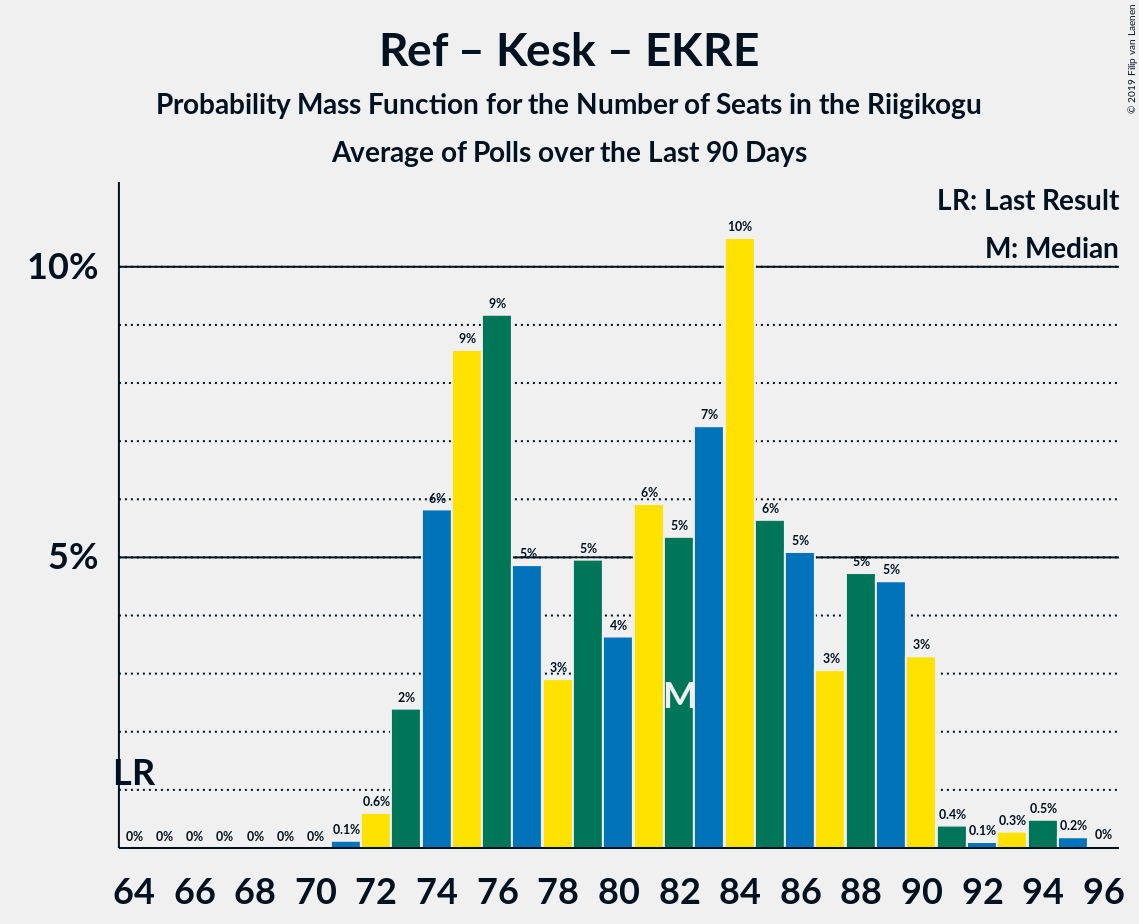 Ref – Kesk – EKRE
Probability Mass Function for the Number of Seats in the Riigikogu
Average of Polls over the Last 90 Days
© 2019 Filip van Laenen
LR: Last Result
M: Median
10%
5%
LR
M
0% 0% 0% 0% 0% 0% 0% 0.1% 0.6% 2% 6% 9% 9% 5% 3% 5% 4% 6% 5% 7% 10% 6% 5% 3% 5% 5% 3% 0.4% 0.1% 0.3% 0.5% 0.2% 0%
64 66 68 70 72 74 76 78 80 82 84 86 88 90 92 94 96